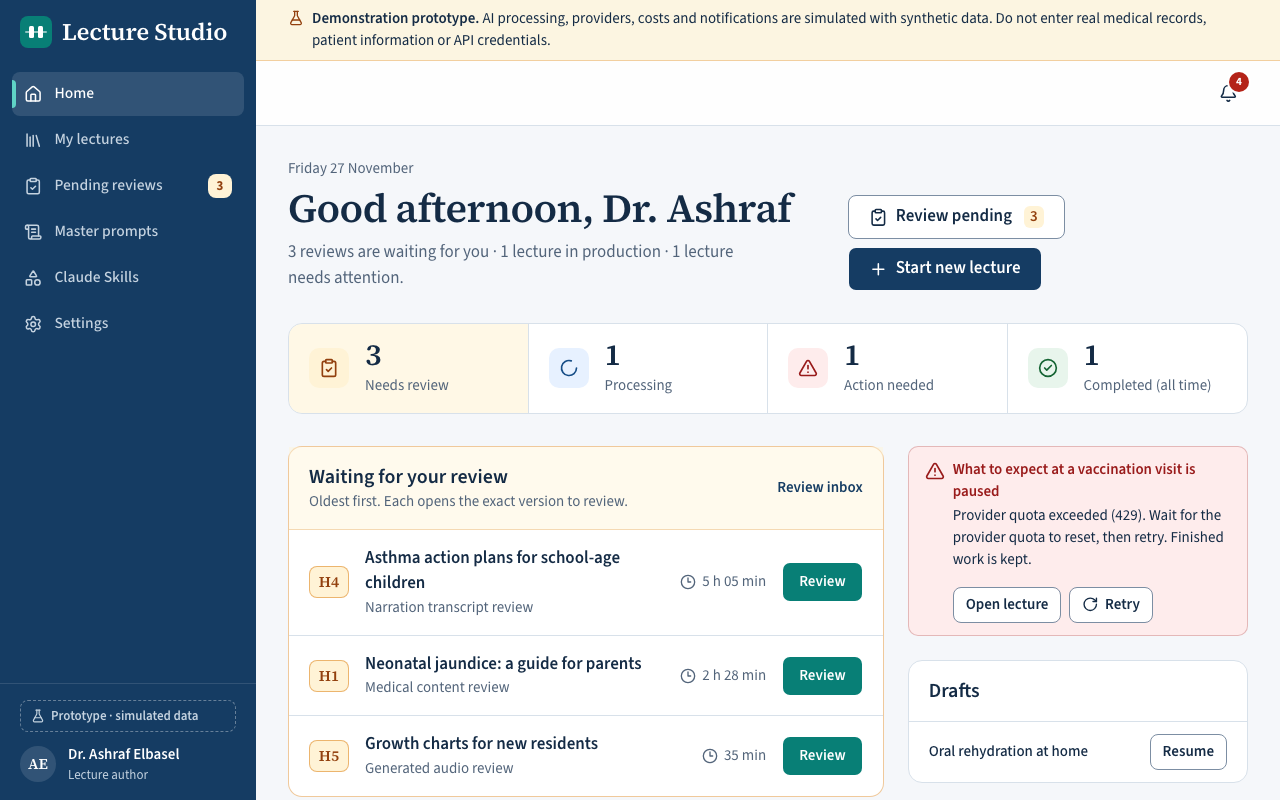 Lecture Studio
Home
My lectures
Pending reviews
3
Master prompts
Claude Skills
Settings
Prototype · simulated data
AE
Dr. Ashraf Elbasel
Lecture author
Demonstration prototype. AI processing, providers, costs and notifications are simulated with synthetic data. Do not enter real medical records,
patient information or API credentials.
4
Friday 27 November
Good afternoon, Dr. Ashraf
3 reviews are waiting for you · 1 lecture in production · 1 lecture
needs attention.
Review pending 3
Start new lecture
3
Needs review
1
Processing
1
Action needed
1
Completed (all time)
Waiting for your review
Oldest first. Each opens the exact version to review.
Review inbox
H4
Asthma action plans for school-age
children
Narration transcript review
5 h 05 min
Review
H1
Neonatal jaundice: a guide for parents
Medical content review
2 h 28 min
Review
H5
Growth charts for new residents
Generated audio review
35 min
Review
What to expect at a vaccination visit is
paused
Provider quota exceeded (429). Wait for the
provider quota to reset, then retry. Finished
work is kept.
Open lecture
Retry
Drafts
Oral rehydration at home
Resume